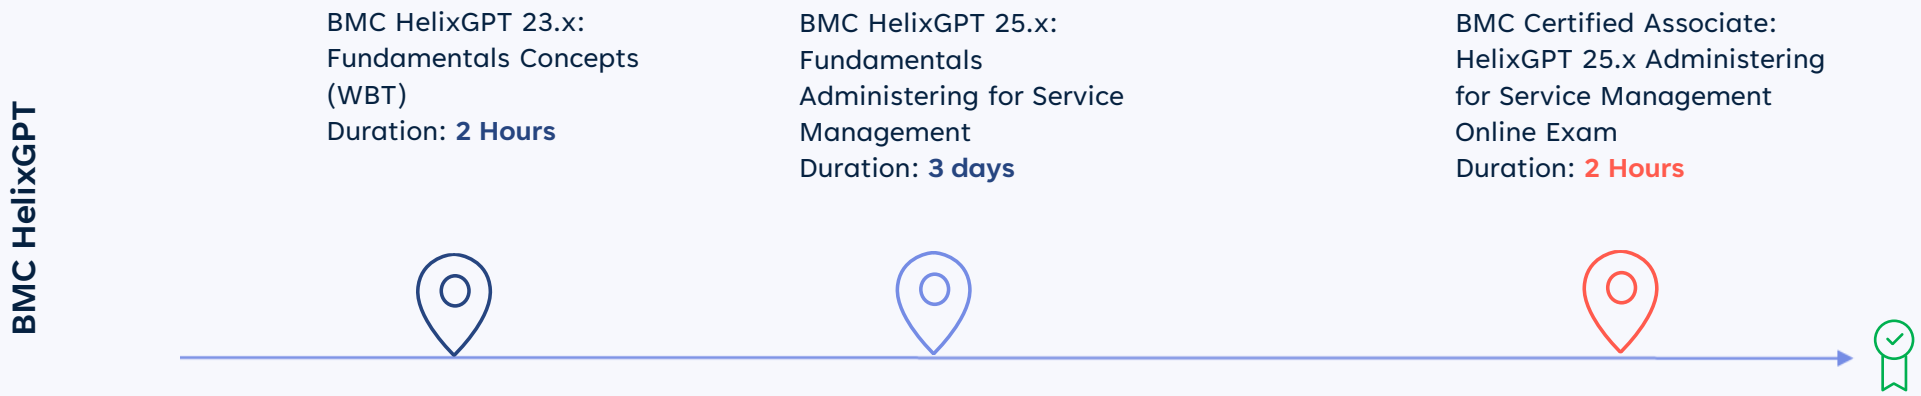 BMC HelixGPT
BMC HelixGPT 23.x:
Fundamentals Concepts
(WBT)
Duration: 2 Hours
BMC HelixGPT 25.x:
Fundamentals
Administering for Service
Management
Duration: 3 days
BMC Certified Associate:
HelixGPT 25.x Administering
for Service Management
Online Exam
Duration: 2 Hours